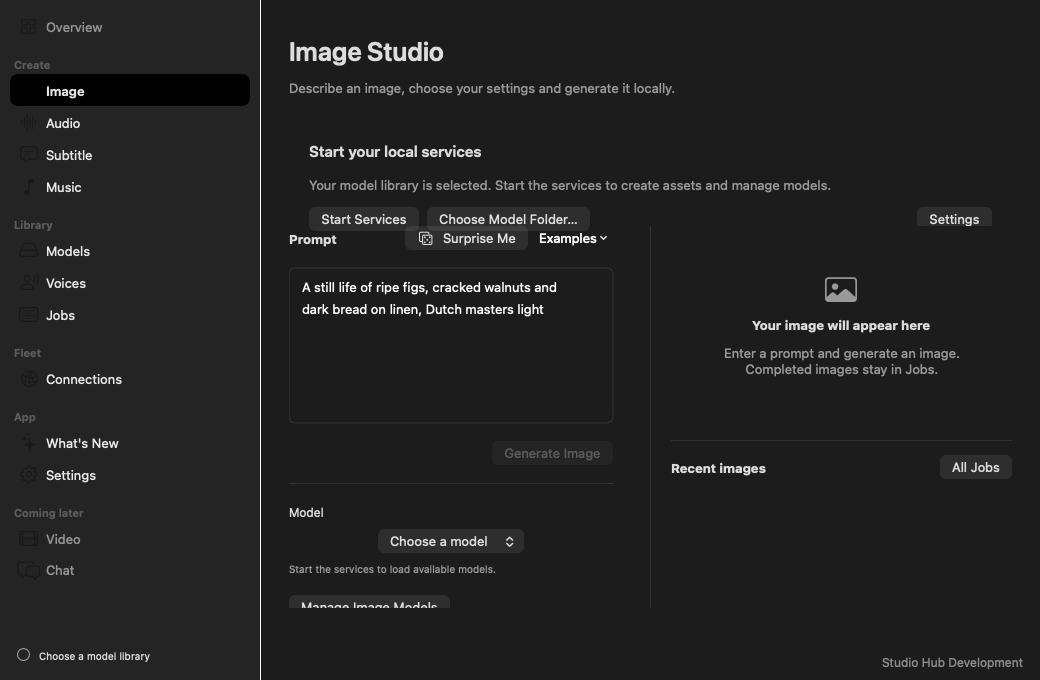 Overview
Create
Image
Audio
Subtitle
Music
Library
Models
Voices
Jobs
Fleet
Connections
App
What's New
Settings
Coming later
Video
Chat
Choose a model library
Image Studio
Describe an image, choose your settings and generate it locally.
Start your local services
Your model library is selected. Start the services to create assets and manage models.
Start Services
Choose Model Folder...
Settings
Prompt
Surprise Me
Examples
A still life of ripe figs, cracked walnuts and
dark bread on linen, Dutch masters light
Generate Image
Model
Choose a model
Start the services to load available models.
Manage Image Models
Your image will appear here
Enter a prompt and generate an image.
Completed images stay in Jobs.
Recent images
All Jobs
Studio Hub Development